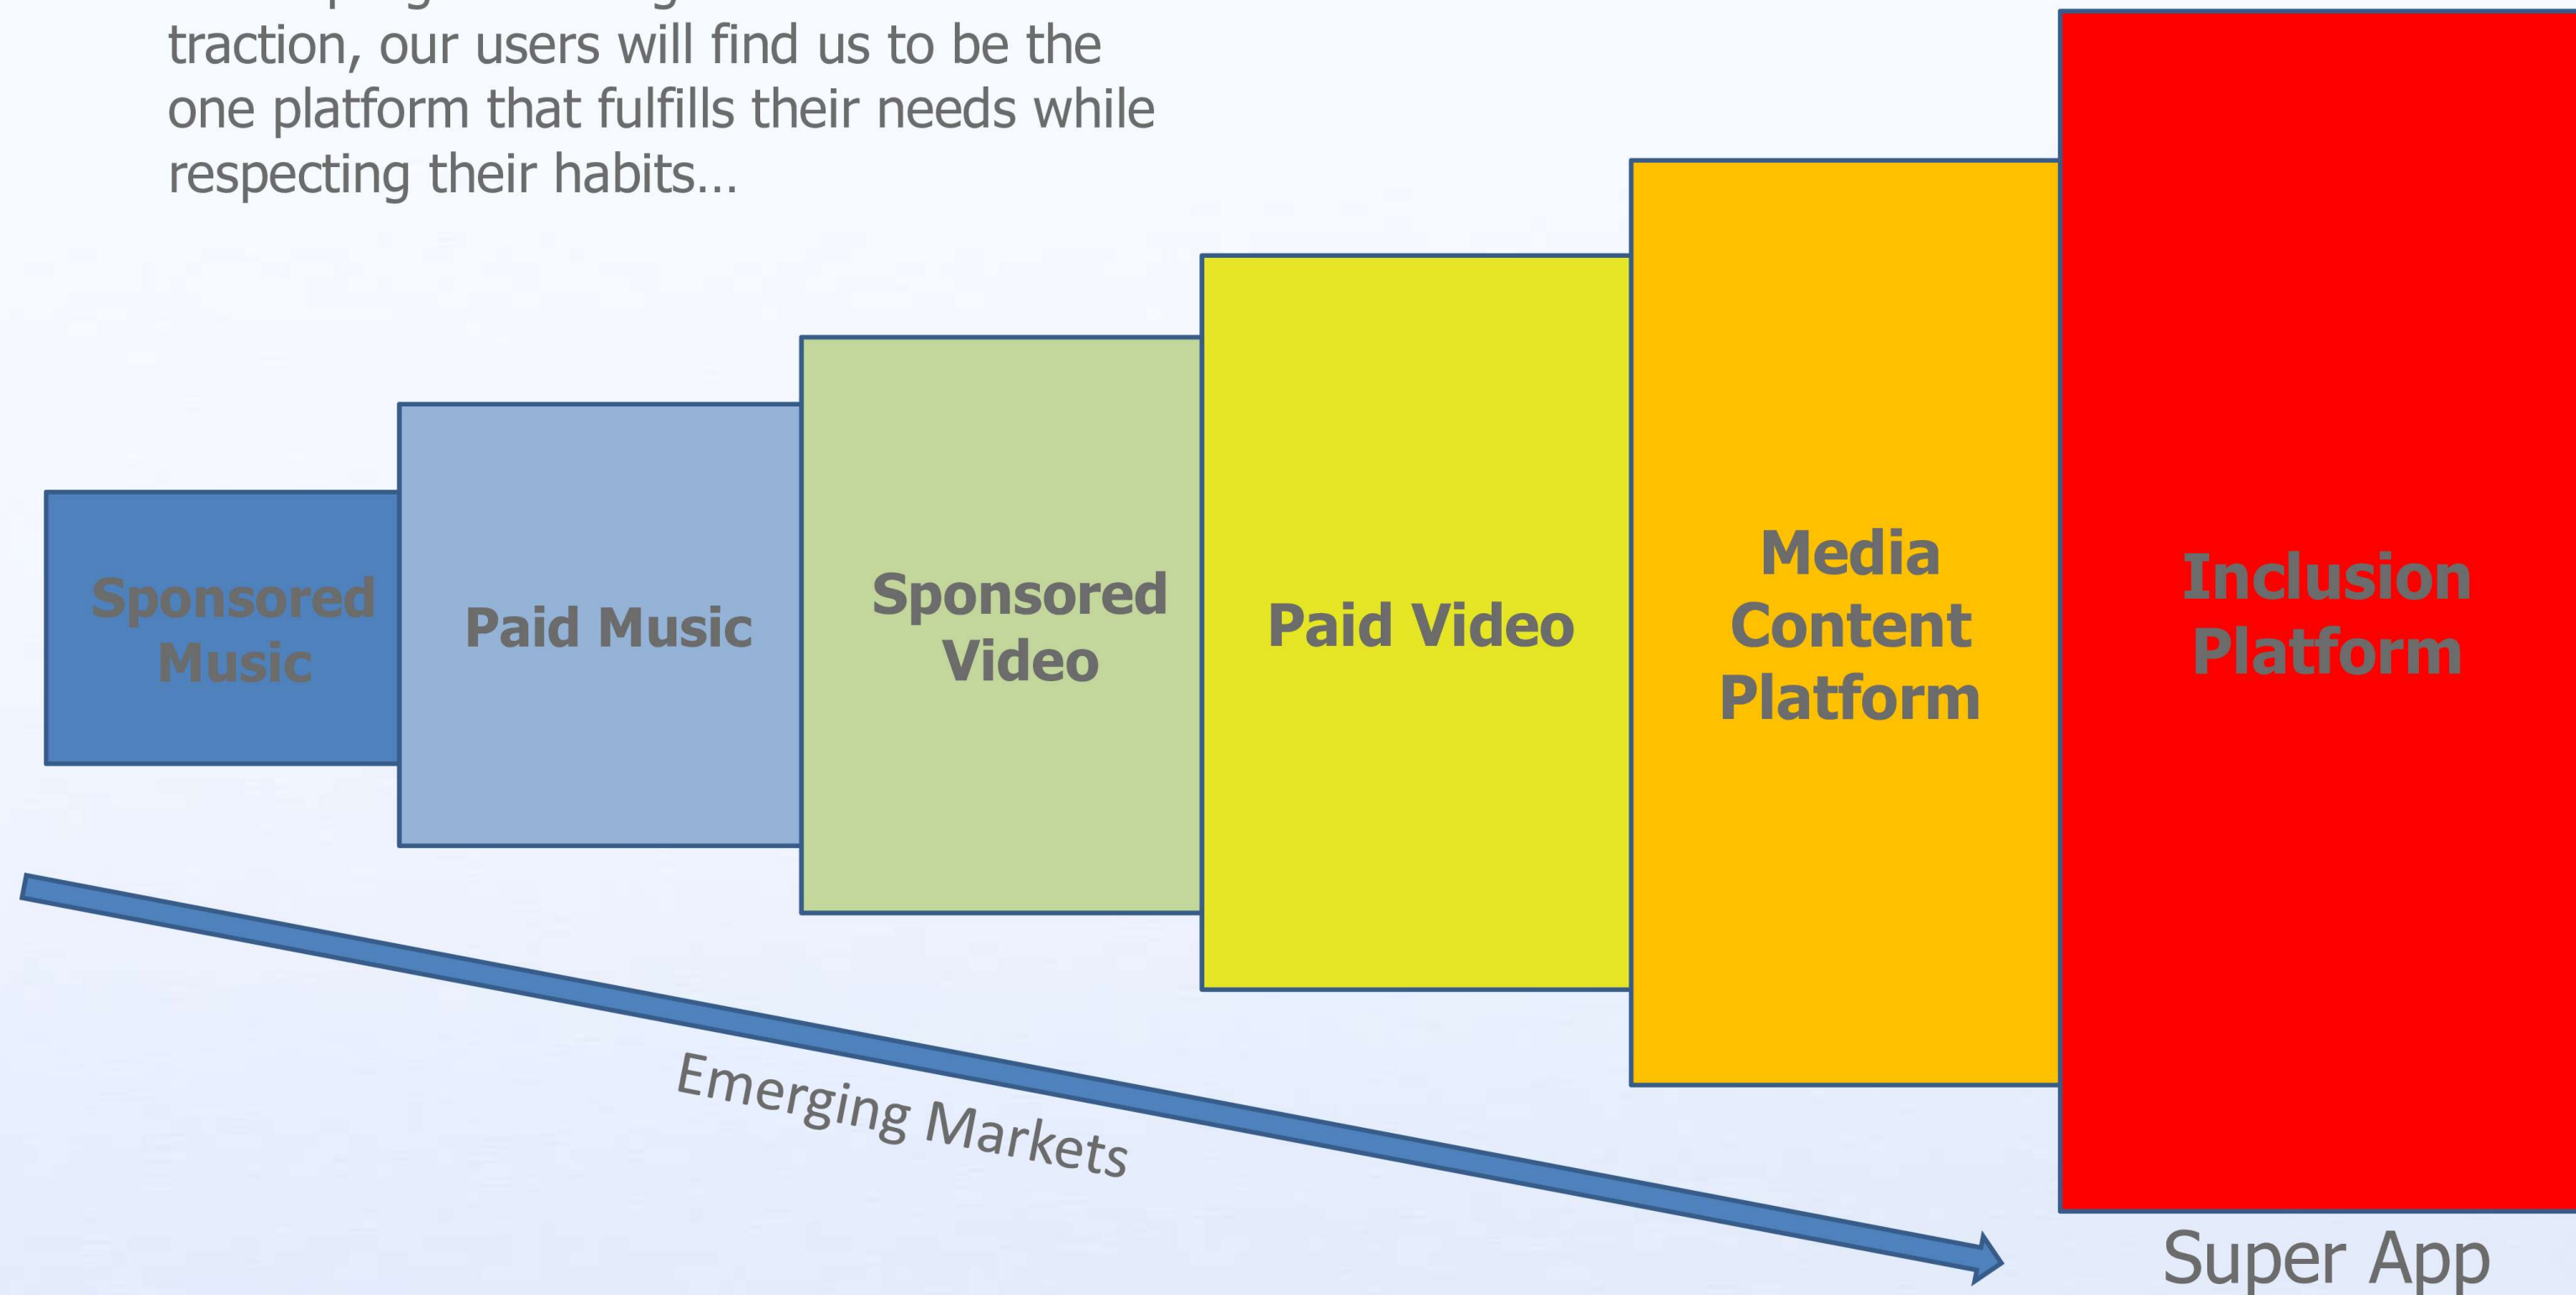 traction, our users will find us to be the
one platform that fulfills their needs while
respecting their habits...
Sponsored
Music
Paid Music
Sponsored
Video
Paid Video
Media
Content
Platform
Inclusion
Platform
Emerging Markets
Super App